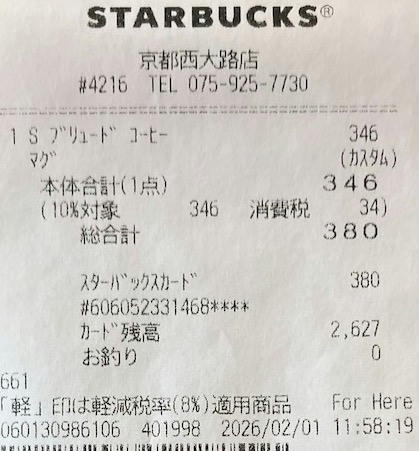 STARBUCKS®
京都西大路店
#4216 TEL 075-925-7730
1 S ﾌﾞﾘｭｰﾄﾞ ｺｰﾋｰ 346
ﾏｸﾞ (ｶｽﾀﾑ)
本体合計(1点) 346
(10%対象 346 消費税 34)
総合計 380
ｽﾀｰﾊﾞｯｸｽｶｰﾄﾞ 380
#606052331468****
ｶｰﾄﾞ残高 2,627
お釣り 0
661
「軽」印は軽減税率(8%)適用商品 For Here
060130986106 401998 2026/02/01 11:58:19